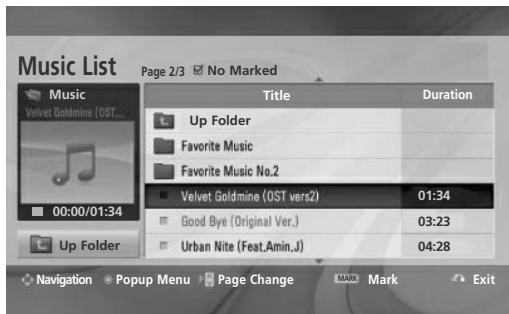 Music List Page 2/3 No Marked
Music
Velvet Goldmine (OST...
00:00/01:34
Up Folder
Title Duration
Up Folder
Favorite Music
Favorite Music No.2
Velvet Goldmine (OST vers2) 01:34
Good Bye (Original Ver.) 03:23
Urban Nite (Feat.Amin.J) 04:28
Navigation Popup Menu Page Change MARK Mark Exit